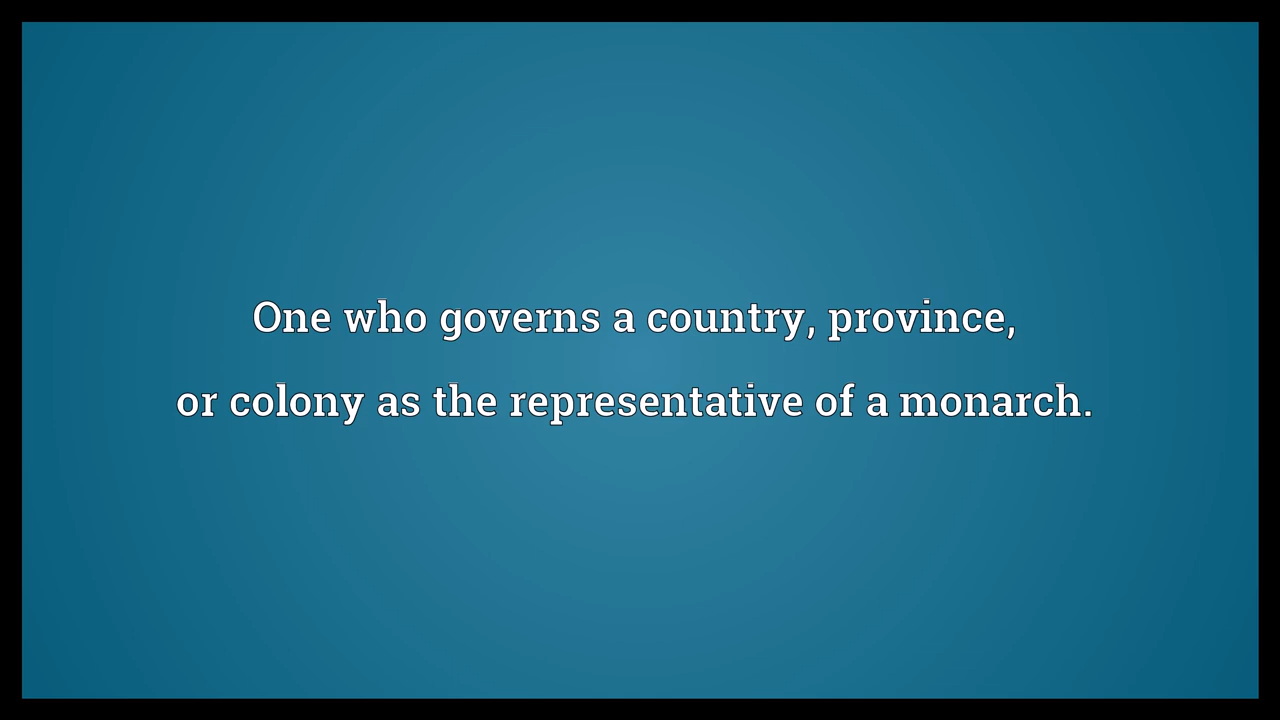 One who governs a country, province,
or colony as the representative of a monarch.